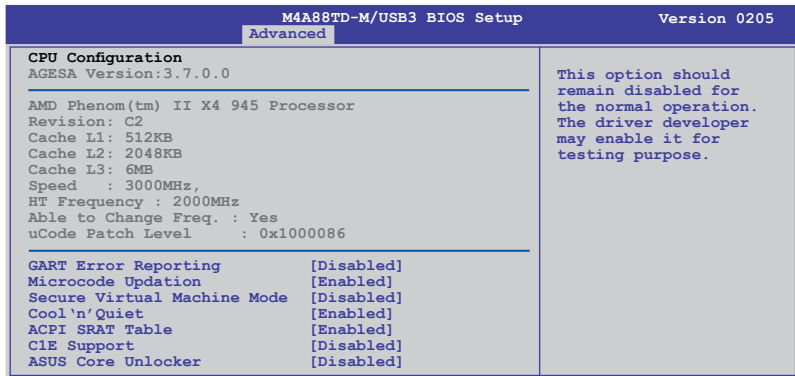 M4A88TD-M/USB3 BIOS Setup Version 0205
Advanced
CPU Configuration
AGESA Version:3.7.0.0
AMD Phenom(tm) II X4 945 Processor
Revision: C2
Cache L1: 512KB
Cache L2: 2048KB
Cache L3: 6MB
Speed : 3000MHz,
HT Frequency : 2000MHz
Able to Change Freq. : Yes
uCode Patch Level : 0x1000086
GART Error Reporting [Disabled]
Microcode Updation [Enabled]
Secure Virtual Machine Mode [Disabled]
Cool‘n’Quiet [Enabled]
ACPI SRAT Table [Enabled]
C1E Support [Disabled]
ASUS Core Unlocker [Disabled]
This option should
remain disabled for
the normal operation.
The driver developer
may enable it for
testing purpose.